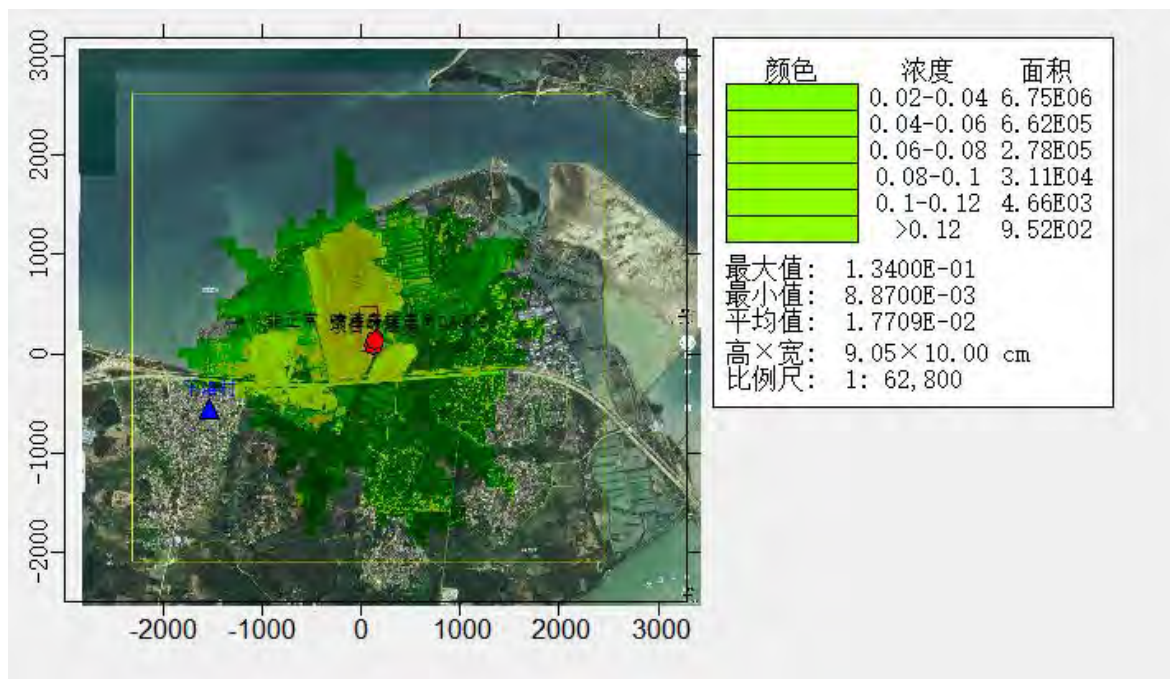 3000
2000
1000
0
-1000
-2000
-2000 -1000 0 1000 2000 3000
颜色 浓度 面积
0.02-0.04 6.75E06
0.04-0.06 6.62E05
0.06-0.08 2.78E05
0.08-0.1 3.11E04
0.1-0.12 4.66E03
>0.12 9.52E02
最大值: 1.3400E-01
最小值: 8.8700E-03
平均值: 1.7709E-02
高×宽: 9.05×10.00 cm
比例尺: 1: 62,800